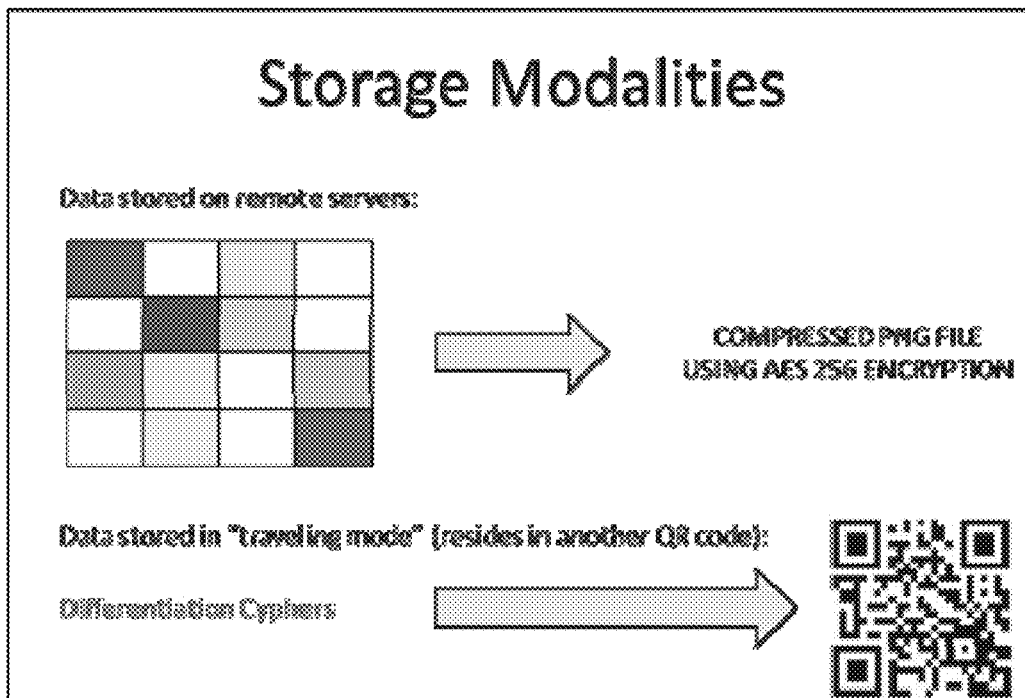 Storage Modalities
Data stored on remote servers:
COMPRESSED PNG FILE
USING AES 256 ENCRYPTION
Data stored in "traveling mode" (resides in another QR code):
Differentiation Cyphers